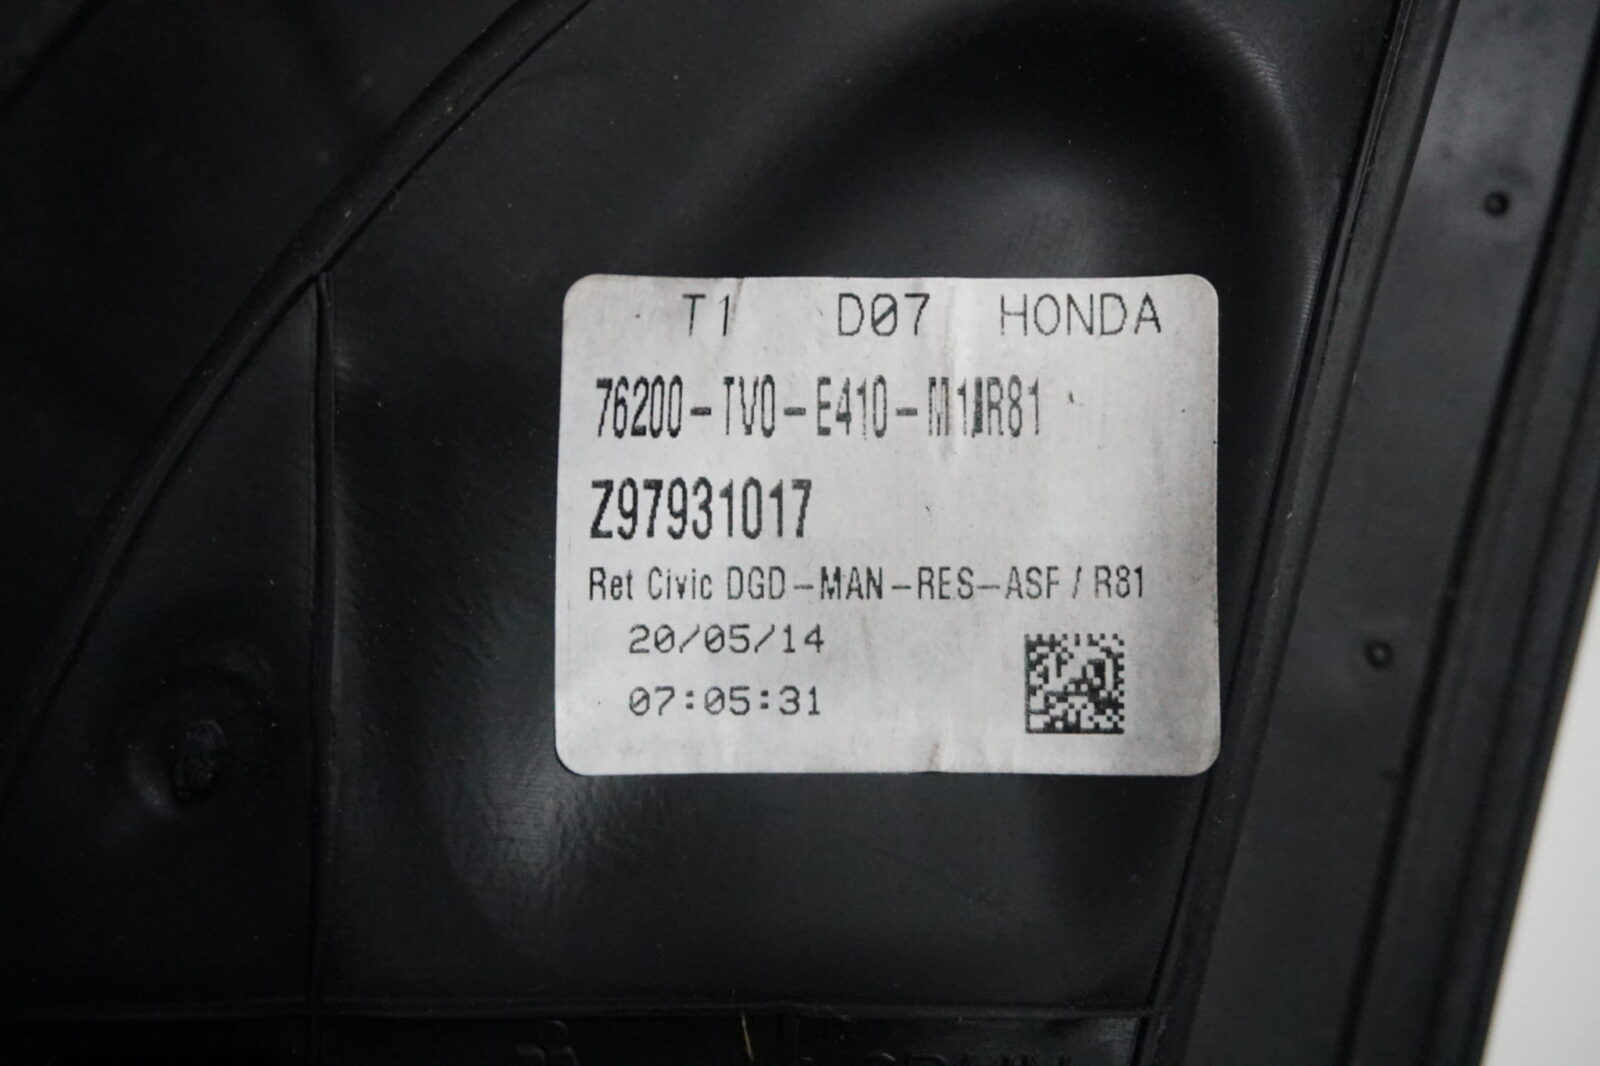 T1 D07 HONDA
76200-TV0-E410-M1 R81
Z97931017
Ret Civic DGD-MAN-RES-ASF / R81
20/05/14
07:05:31